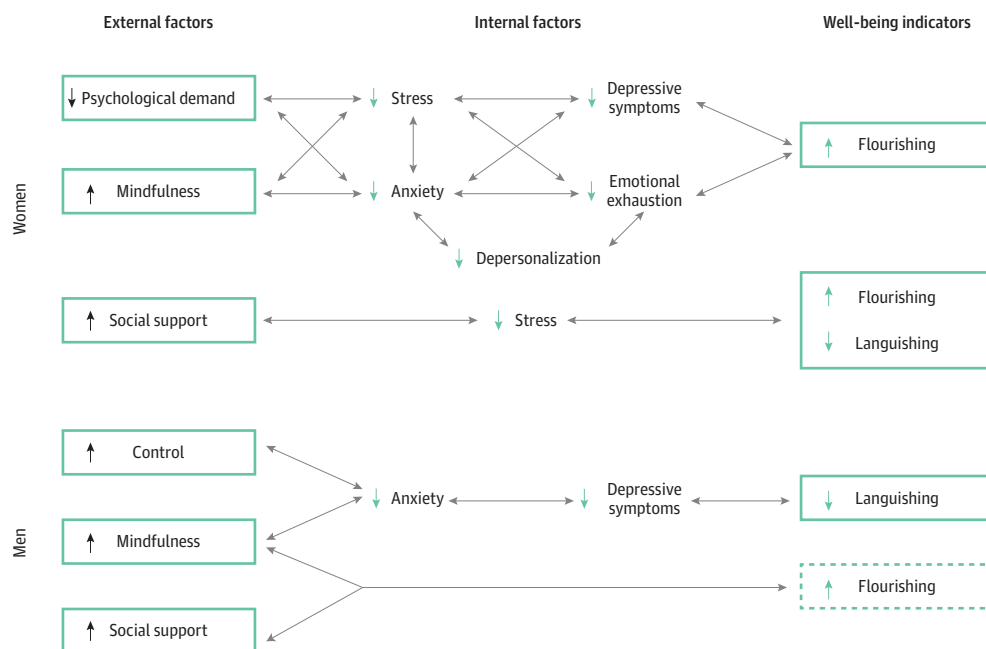 External factors
Internal factors
Well-being indicators
Women
Psychological demand
Stress
Depressive
symptoms
Flourishing
Mindfulness
Anxiety
Emotional
exhaustion
Depersonalization
Social support
Stress
Flourishing
Languishing
Men
Control
Anxiety
Depressive
symptoms
Languishing
Mindfulness
Flourishing
Social support